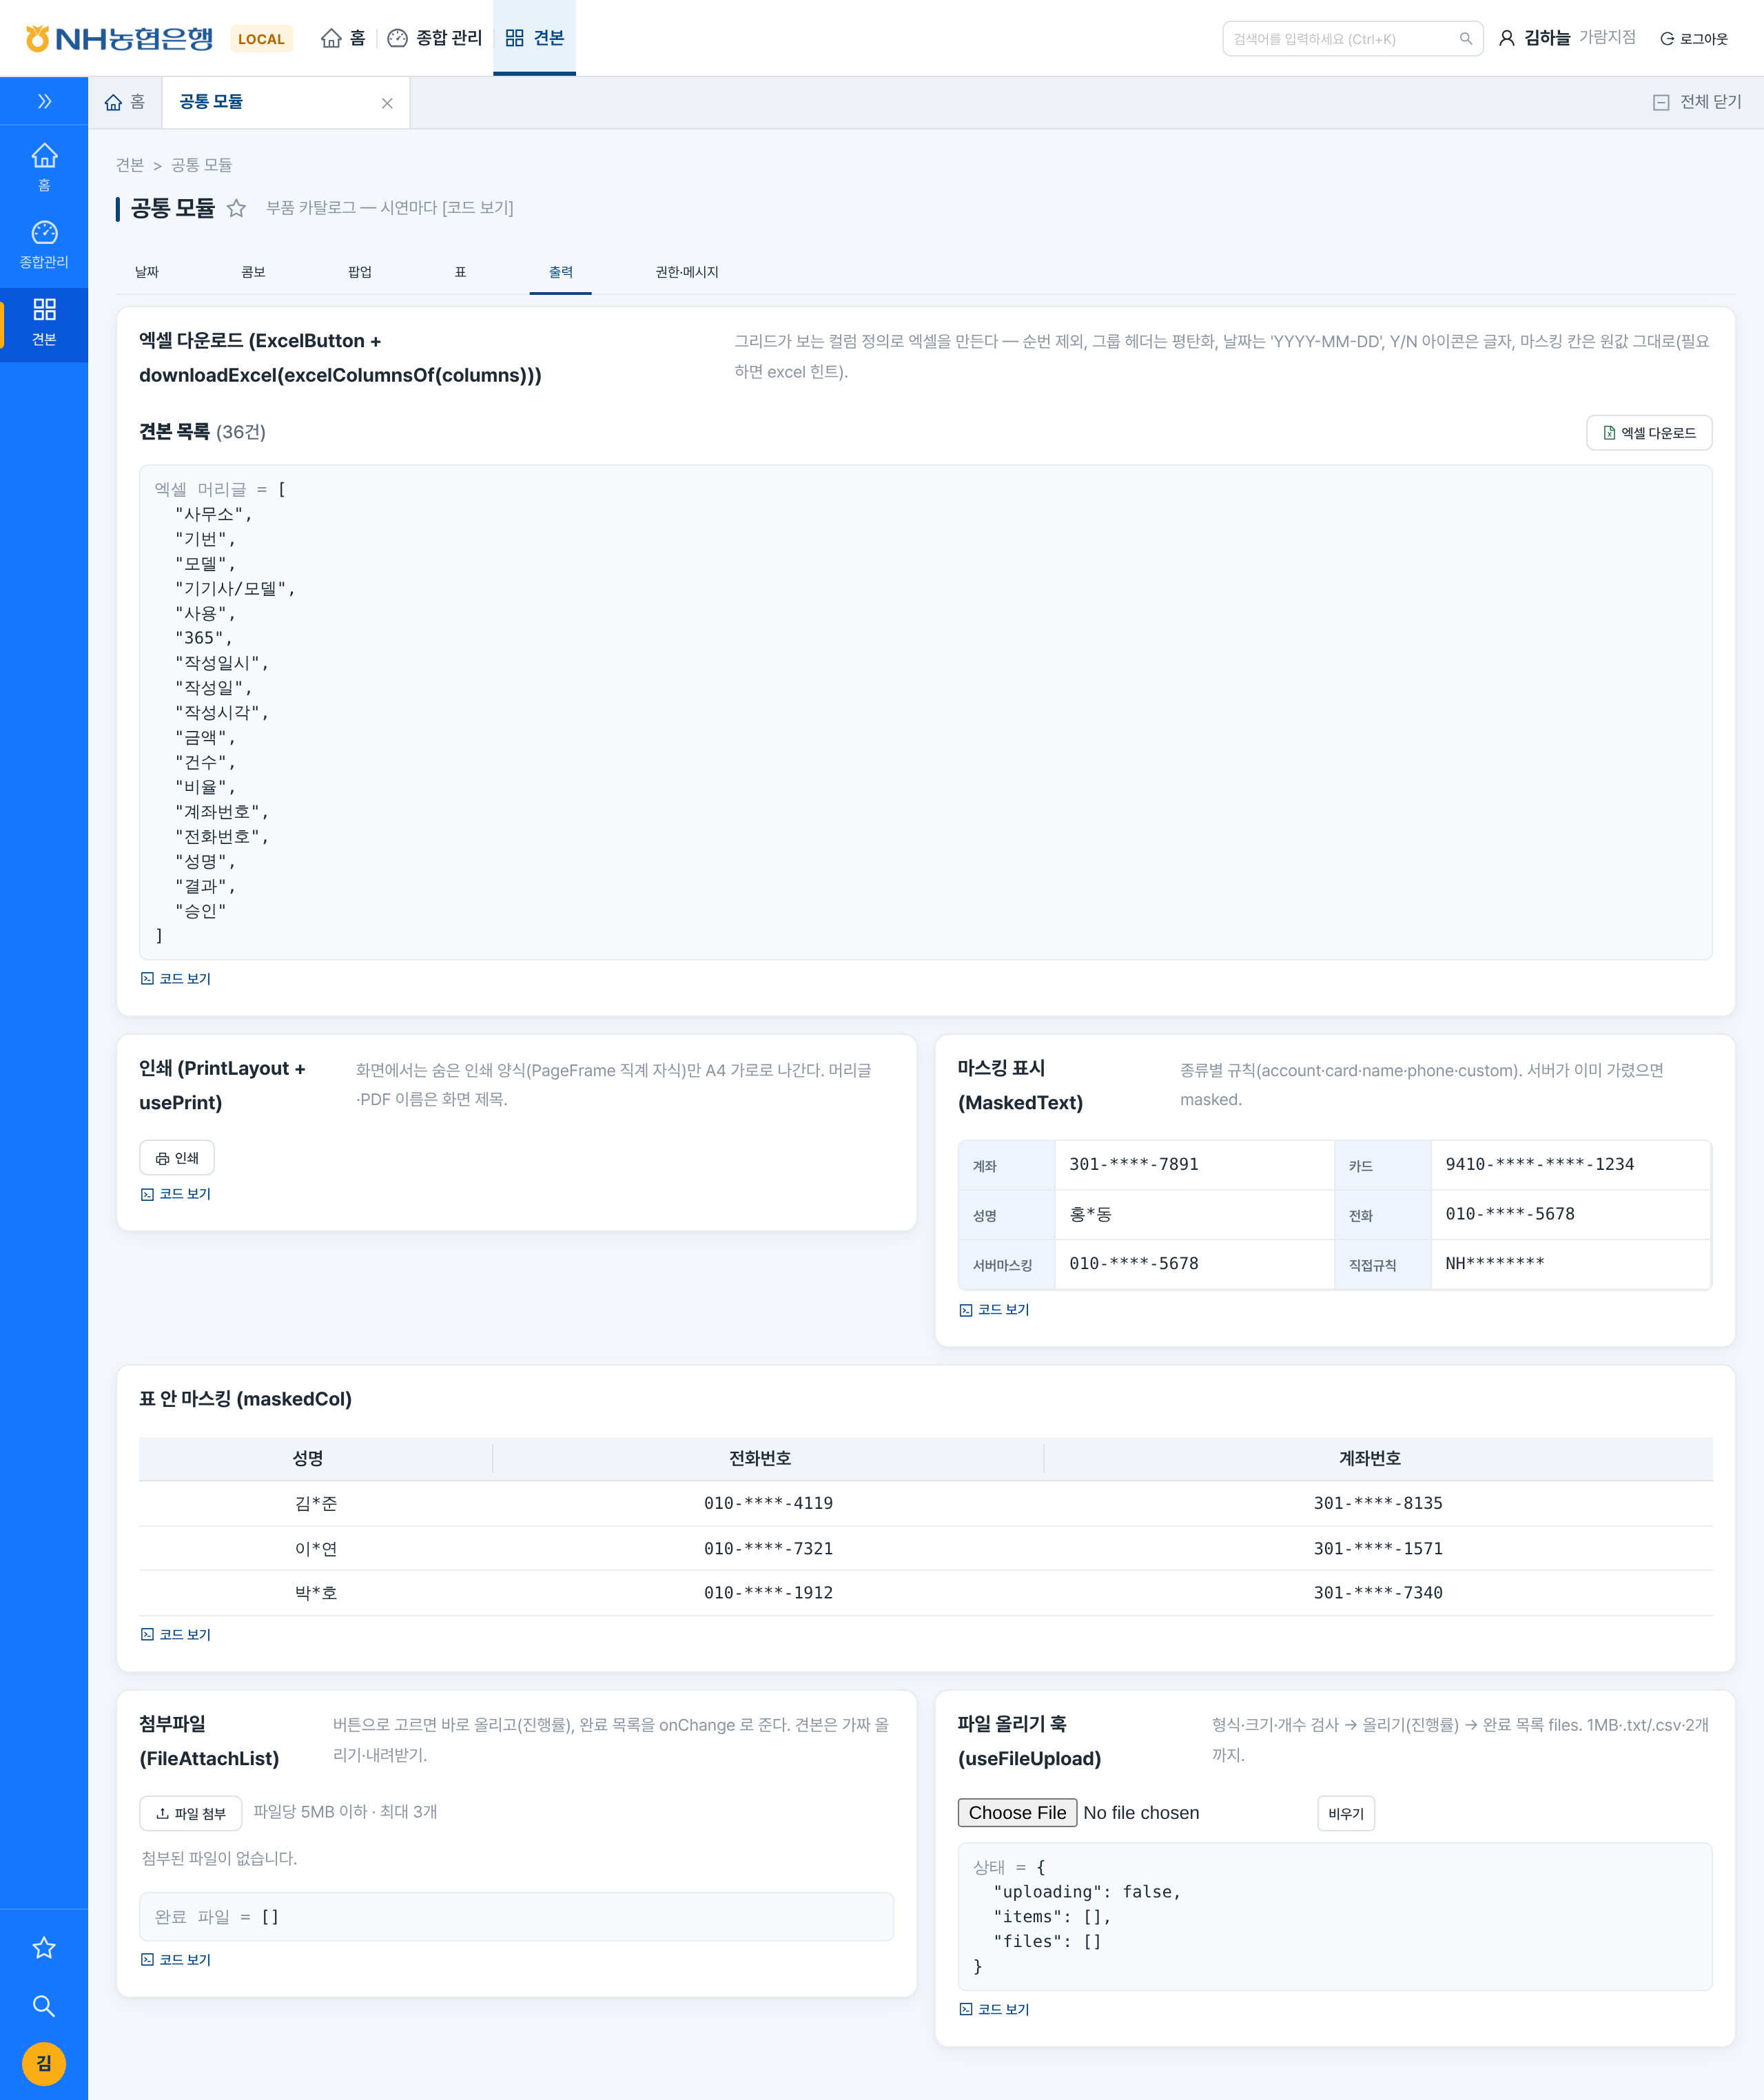 NH농협은행 LOCAL 홈 종합 관리 견본 검색어를 입력하세요 (Ctrl+K) 김하늘 가람지점 로그아웃
홈 공통 모듈 전체 닫기
홈
종합관리
견본
견본 > 공통 모듈
공통 모듈 부품 카탈로그 — 시연마다 [코드 보기]
날짜 콤보 팝업 표 출력 권한·메시지
엑셀 다운로드 (ExcelButton +
downloadExcel(excelColumnsOf(columns)))
그리드가 보는 컬럼 정의로 엑셀을 만든다 — 순번 제외, 그룹 헤더는 평탄화, 날짜는 'YYYY-MM-DD', Y/N 아이콘은 글자, 마스킹 칸은 원값 그대로(필요
하면 excel 힌트).
견본 목록 (36건) 엑셀 다운로드
엑셀 머리글 = [
"사무소",
"기번",
"모델",
"기기사/모델",
"사용",
"365",
"작성일시",
"작성일",
"작성시각",
"금액",
"건수",
"비율",
"계좌번호",
"전화번호",
"성명",
"결과",
"승인"
]
코드 보기
인쇄 (PrintLayout +
usePrint)
화면에서는 숨은 인쇄 양식(PageFrame 직계 자식)만 A4 가로로 나간다. 머리글
·PDF 이름은 화면 제목.
인쇄
코드 보기
마스킹 표시
(MaskedText)
종류별 규칙(account·card·name·phone·custom). 서버가 이미 가렸으면
masked.
계좌 301-****-7891 카드 9410-****-****-1234
성명 홍*동 전화 010-****-5678
서버마스킹 010-****-5678 직접규칙 NH********
코드 보기
표 안 마스킹 (maskedCol)
성명 전화번호 계좌번호
김*준 010-****-4119 301-****-8135
이*연 010-****-7321 301-****-1571
박*호 010-****-1912 301-****-7340
코드 보기
첨부파일
(FileAttachList)
버튼으로 고르면 바로 올리고(진행률), 완료 목록을 onChange 로 준다. 견본은 가짜 올
리기·내려받기.
파일 첨부 파일당 5MB 이하 · 최대 3개
첨부된 파일이 없습니다.
완료 파일 = []
코드 보기
파일 올리기 훅
(useFileUpload)
형식·크기·개수 검사 → 올리기(진행률) → 완료 목록 files. 1MB·.txt/.csv·2개
까지.
Choose File No file chosen 비우기
상태 = {
"uploading": false,
"items": [],
"files": []
}
코드 보기
김